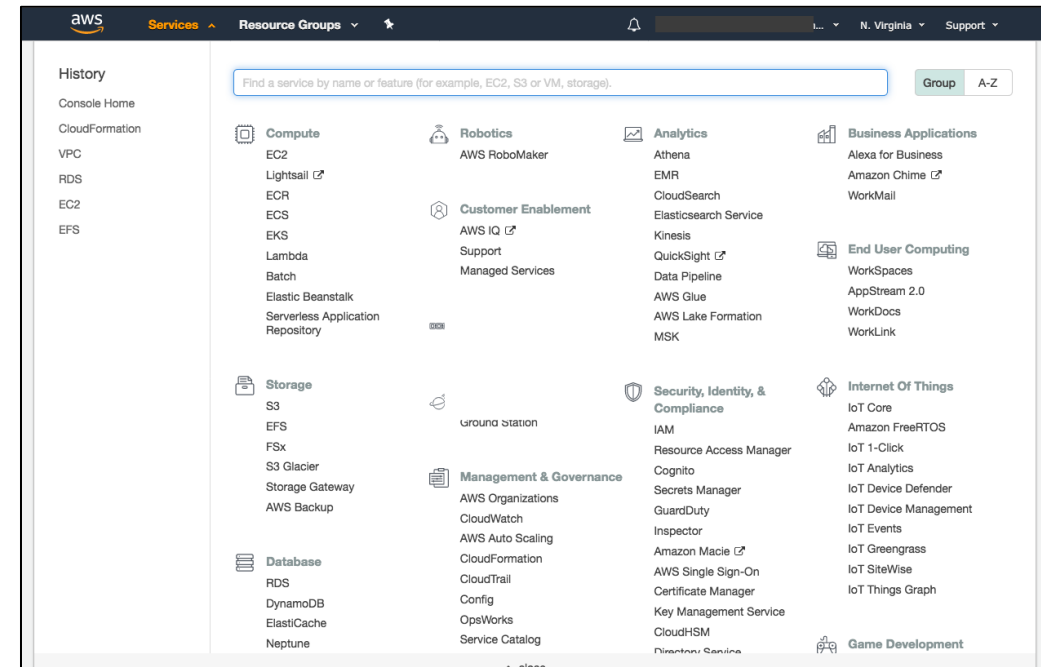 aws
Services
Resource Groups
N. Virginia
Support
History
Console Home
CloudFormation
VPC
RDS
EC2
EFS
Find a service by name or feature (for example, EC2, S3 or VM, storage).
Group
A-Z
Compute
EC2
Lightsail
ECR
ECS
EKS
Lambda
Batch
Elastic Beanstalk
Serverless Application
Repository
Storage
S3
EFS
FSx
S3 Glacier
Storage Gateway
AWS Backup
Database
RDS
DynamoDB
ElastiCache
Neptune
Robotics
AWS RoboMaker
Customer Enablement
AWS IQ
Support
Managed Services
Ground Station
Management & Governance
AWS Organizations
CloudWatch
AWS Auto Scaling
CloudFormation
CloudTrail
Config
OpsWorks
Service Catalog
Analytics
Athena
EMR
CloudSearch
Elasticsearch Service
Kinesis
QuickSight
Data Pipeline
AWS Glue
AWS Lake Formation
MSK
Security, Identity, &
Compliance
IAM
Resource Access Manager
Cognito
Secrets Manager
GuardDuty
Inspector
Amazon Macie
AWS Single Sign-On
Certificate Manager
Key Management Service
CloudHSM
Directory Service
Business Applications
Alexa for Business
Amazon Chime
WorkMail
End User Computing
WorkSpaces
AppStream 2.0
WorkDocs
WorkLink
Internet Of Things
IoT Core
Amazon FreeRTOS
IoT 1-Click
IoT Analytics
IoT Device Defender
IoT Device Management
IoT Events
IoT Greengrass
IoT SiteWise
IoT Things Graph
Game Development
close